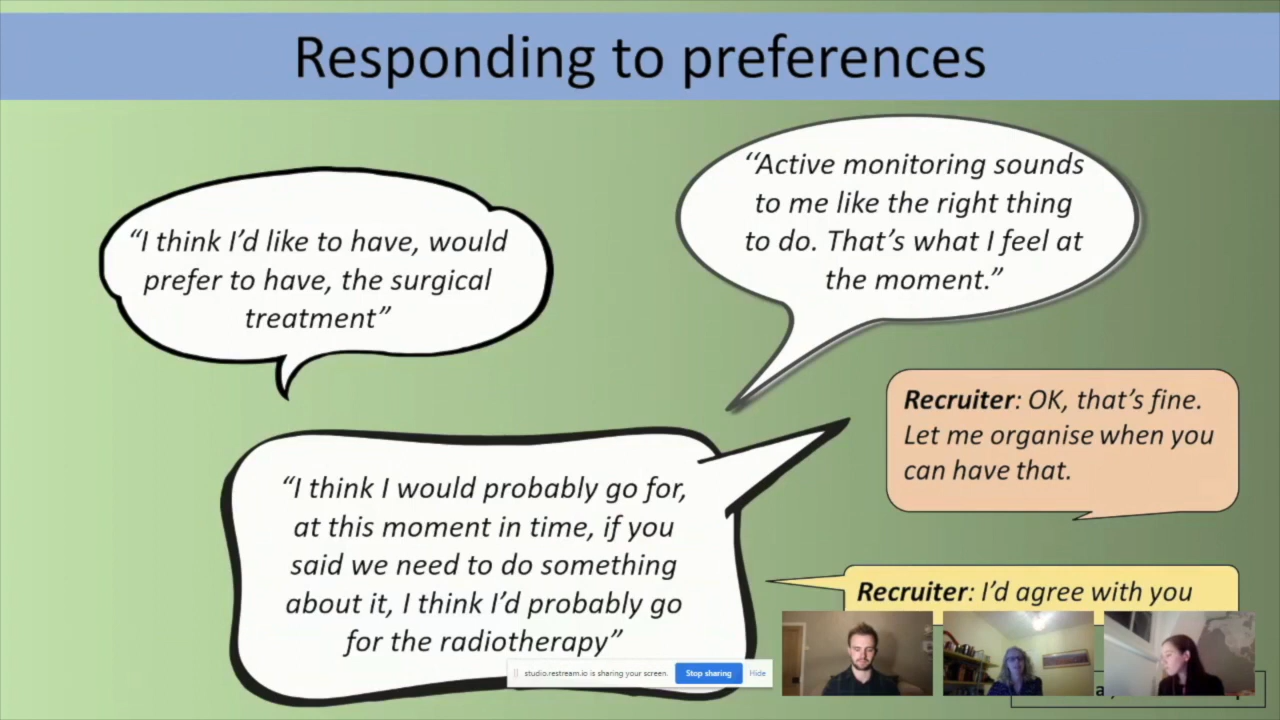 Responding to preferences
“I think I’d like to have, would
prefer to have, the surgical
treatment”
‘‘Active monitoring sounds
to me like the right thing
to do. That’s what I feel at
the moment.”
Recruiter: OK, that’s fine.
Let me organise when you
can have that.
“I think I would probably go for,
at this moment in time, if you
said we need to do something
about it, I think I’d probably go
for the radiotherapy”
Recruiter: I’d agree with you
studio.restream.io is sharing your screen.
Stop sharing
Hide